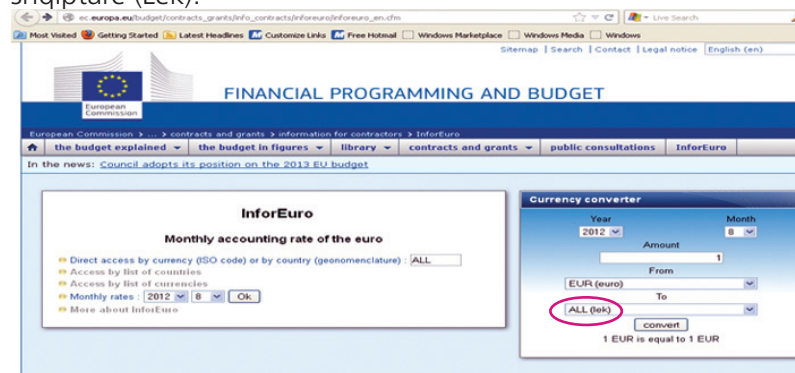 shqiptare (Lek).
ec.europa.eu/budget/contracts_grants/info_contracts/inforeuro/inforeuro_en.cfm
Live Search
Most Visited Getting Started Latest Headlines Customize Links Free Hotmail Windows Marketplace Windows Media Windows
Sitemap | Search | Contact | Legal notice English (en)
European
Commission
FINANCIAL PROGRAMMING AND BUDGET
European Commission > ... > contracts and grants > information for contractors > InforEuro
the budget explained the budget in figures library contracts and grants public consultations InforEuro
In the news: Council adopts its position on the 2013 EU budget
InforEuro
Monthly accounting rate of the euro
Direct access by currency (ISO code) or by country (geonomenclature) : ALL
Access by list of countries
Access by list of currencies
Monthly rates : 2012 8 Ok
More about InforEuro
Currency converter
Year Month
2012 8
Amount
1
From
EUR (euro)
To
ALL (lek)
convert
1 EUR is equal to 1 EUR